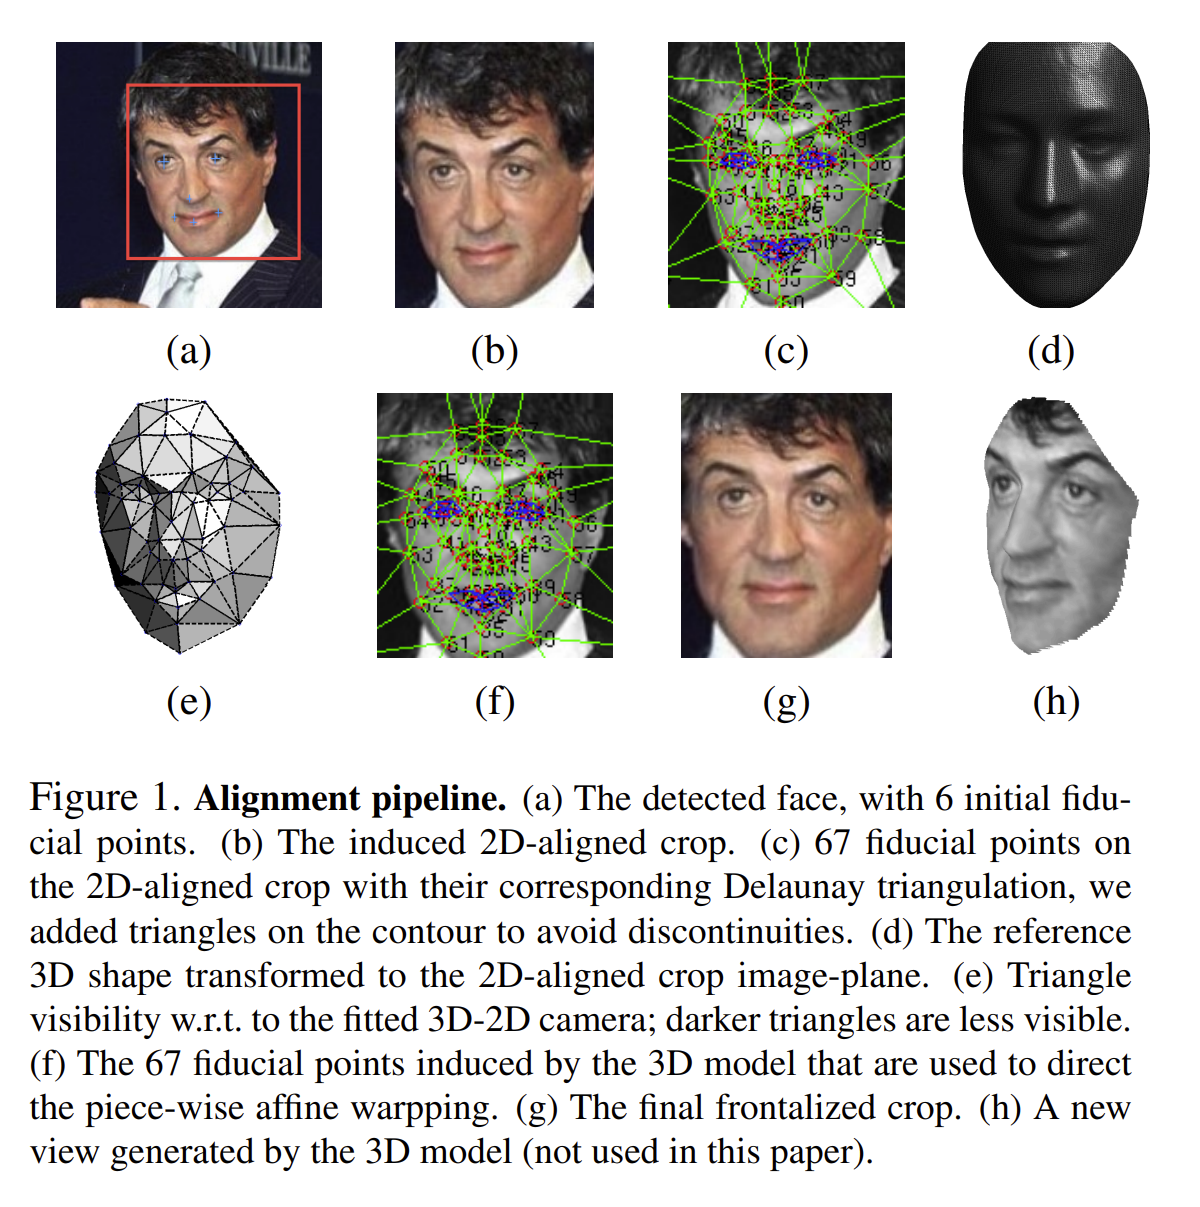 VILLE
(a)
(b)
(c)
(d)
(e)
(f)
(g)
(h)
Figure 1. Alignment pipeline. (a) The detected face, with 6 initial fidu-
cial points. (b) The induced 2D-aligned crop. (c) 67 fiducial points on
the 2D-aligned crop with their corresponding Delaunay triangulation, we
added triangles on the contour to avoid discontinuities. (d) The reference
3D shape transformed to the 2D-aligned crop image-plane. (e) Triangle
visibility w.r.t. to the fitted 3D-2D camera; darker triangles are less visible.
(f) The 67 fiducial points induced by the 3D model that are used to direct
the piece-wise affine warpping. (g) The final frontalized crop. (h) A new
view generated by the 3D model (not used in this paper).